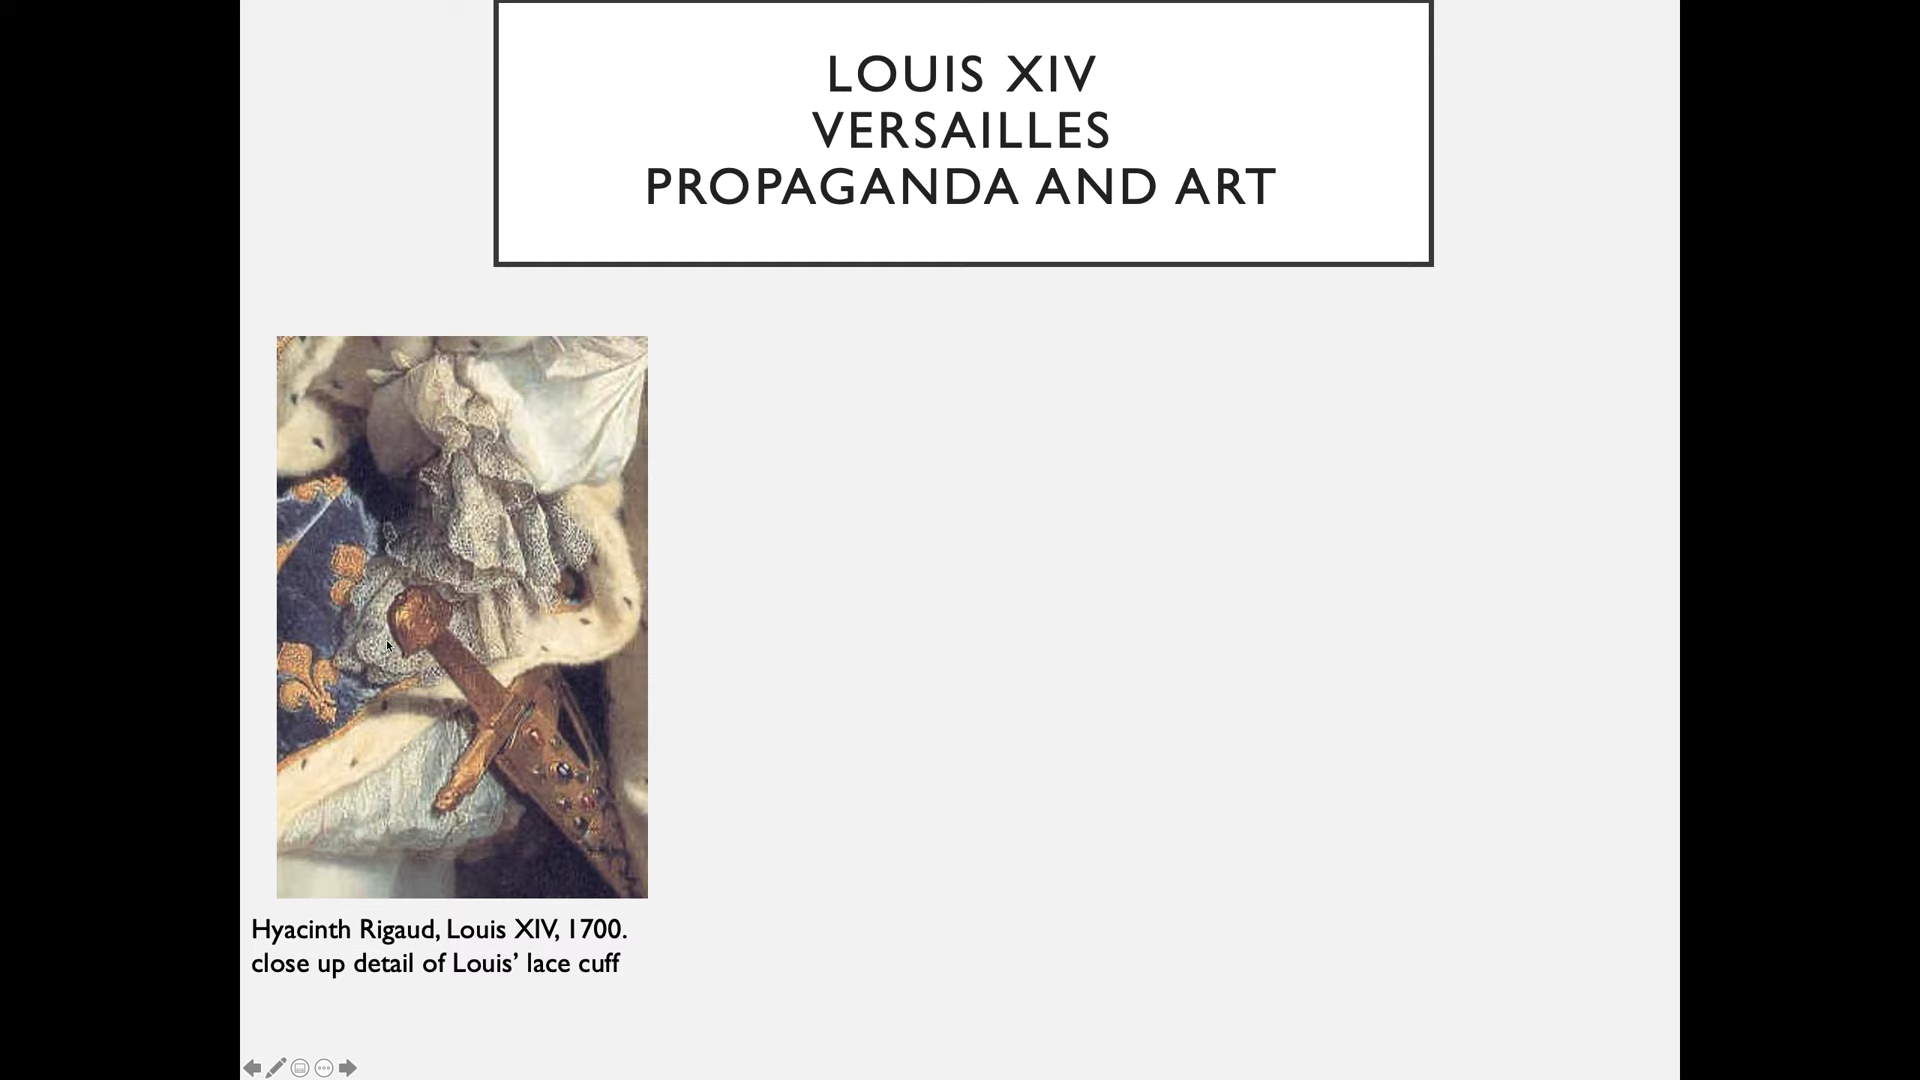 LOUIS XIV
VERSAILLES
PROPAGANDA AND ART
Hyacinth Rigaud, Louis XIV, 1700.
close up detail of Louis’ lace cuff